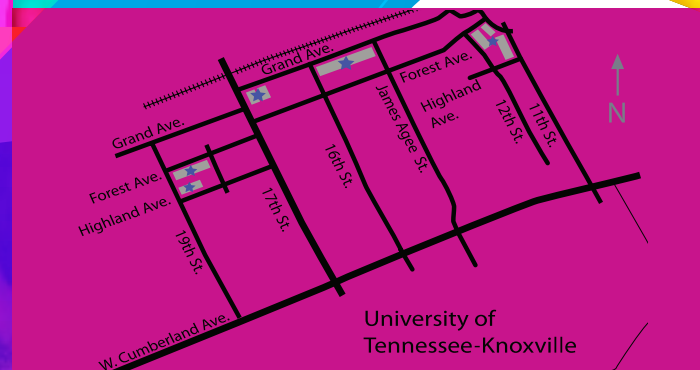 Grand Ave.
Grand Ave.
Forest Ave.
Highland
Ave.
James Agee St.
12th St.
11th St.
N
16th St.
Forest Ave.
Highland Ave.
17th St.
19th St.
W. Cumberland Ave.
University of
Tennessee-Knoxville